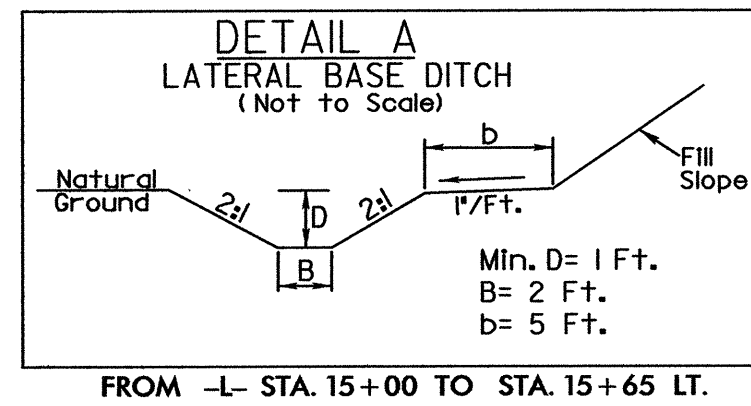 DETAIL A
LATERAL BASE DITCH
(Not to Scale)
b
Natural
Ground
2:1
D
2:1
1"/Ft.
Fill
Slope
B
Min. D= 1 Ft.
B= 2 Ft.
b= 5 Ft.
FROM -L- STA. 15+00 TO STA. 15+65 LT.